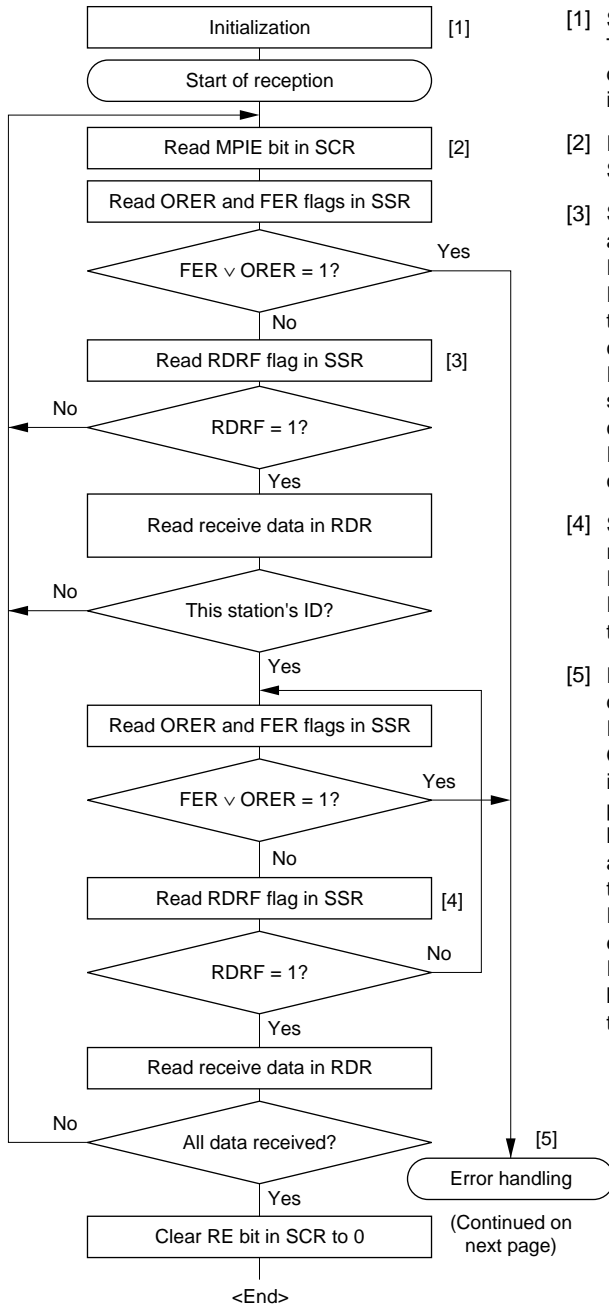 Initialization [1]
Start of reception
Read MPIE bit in SCR [2]
Read ORER and FER flags in SSR
FER ∨ ORER = 1?
Yes
No
Read RDRF flag in SSR [3]
No
RDRF = 1?
Yes
Read receive data in RDR
No
This station's ID?
Yes
Read ORER and FER flags in SSR
FER ∨ ORER = 1?
Yes
No
Read RDRF flag in SSR [4]
RDRF = 1?
No
Yes
Read receive data in RDR
No
All data received?
Yes
Clear RE bit in SCR to 0
<End>
[5]
Error handling
(Continued on
next page)
[1]
[2]
[3]
[4]
[5]